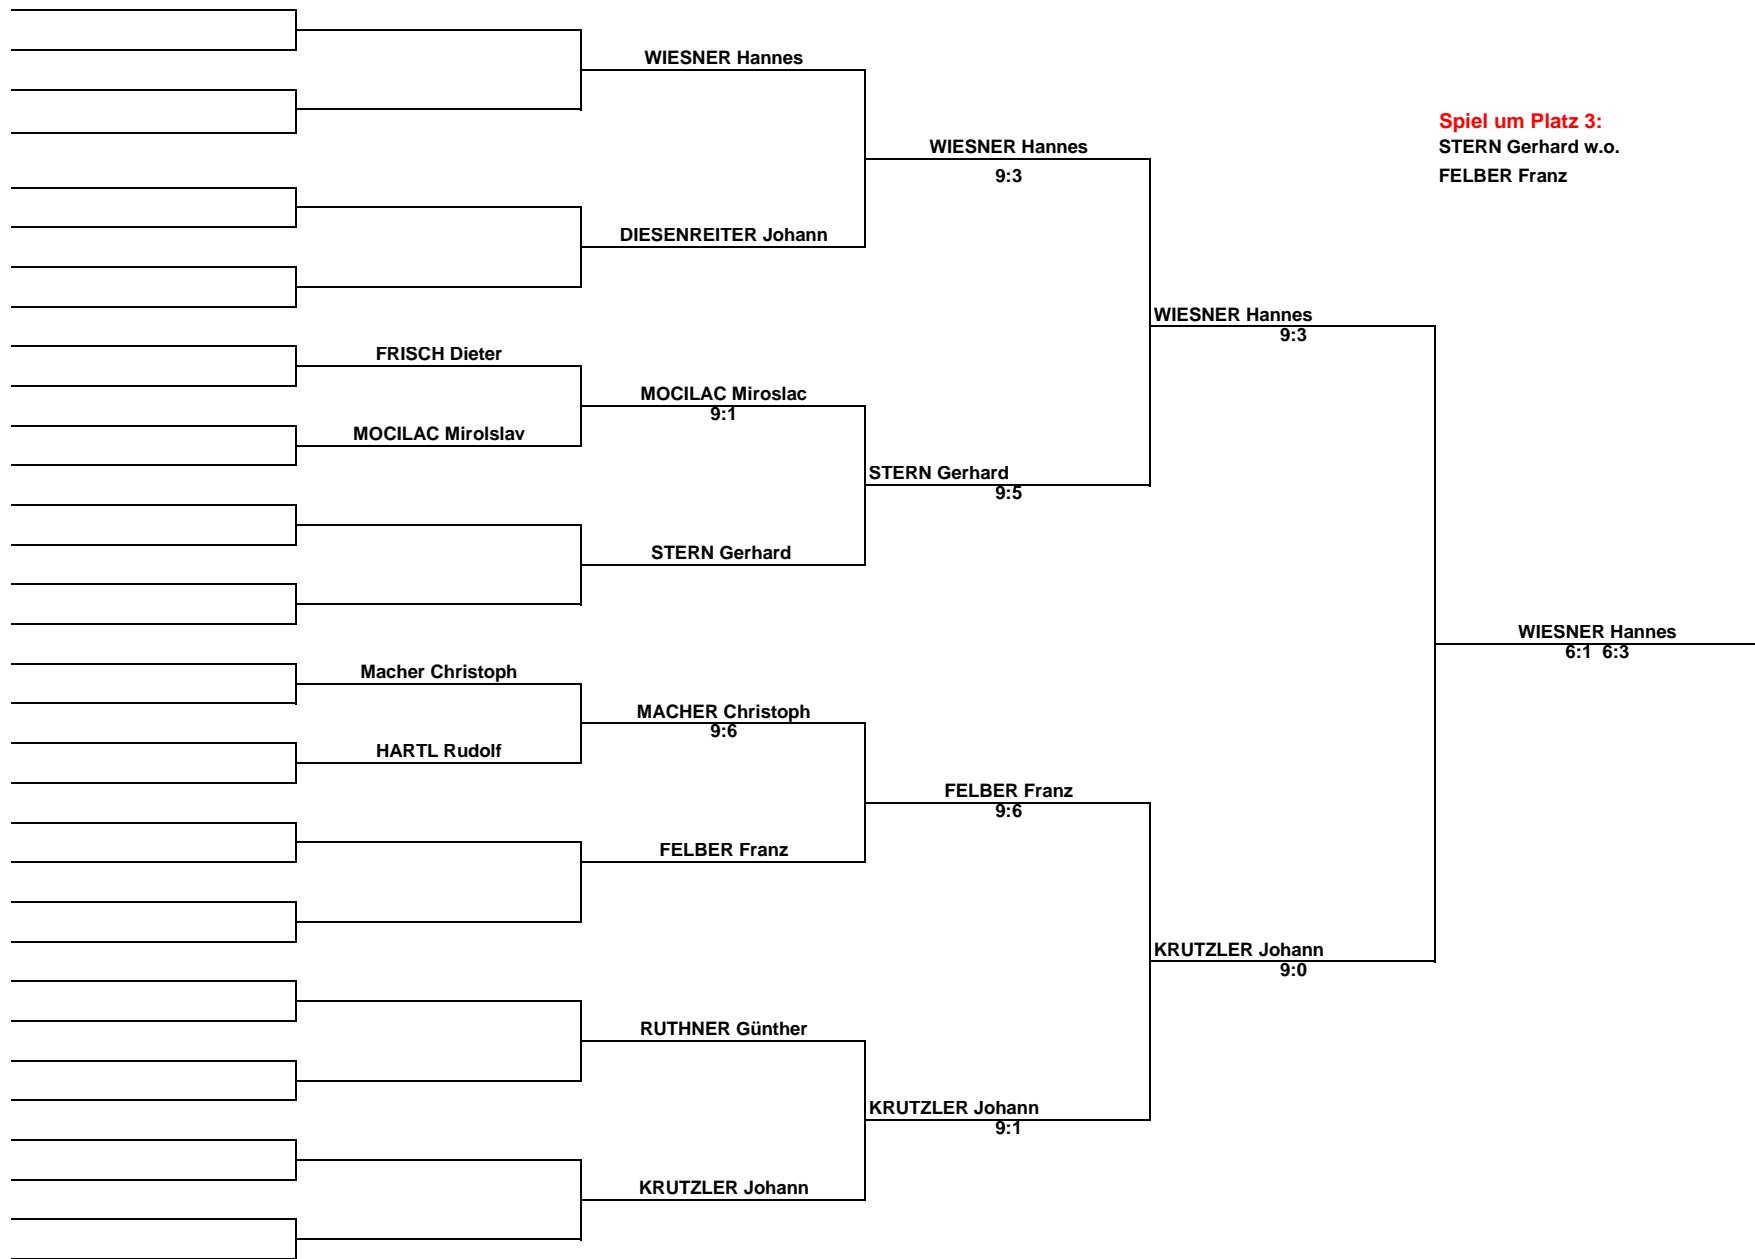 WIESNER Hannes
Spiel um Platz 3:
WIESNER Hannes
STERN Gerhard w.o.
9:3
FELBER Franz
DIESENREITER Johann
WIESNER Hannes
9:3
FRISCH Dieter
MOCILAC Miroslac
9:1
MOCILAC Mirolslav
STERN Gerhard
9:5
STERN Gerhard
WIESNER Hannes
6:1 6:3
Macher Christoph
MACHER Christoph
9:6
HARTL Rudolf
FELBER Franz
9:6
FELBER Franz
KRUTZLER Johann
9:0
RUTHNER Günther
KRUTZLER Johann
9:1
KRUTZLER Johann